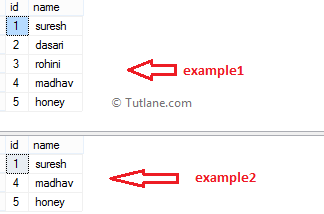 id name
1 suresh
2 dasari
3 rohini
4 madhav
5 honey
example1
© Tutlane.com
id name
1 suresh
4 madhav
5 honey
example2